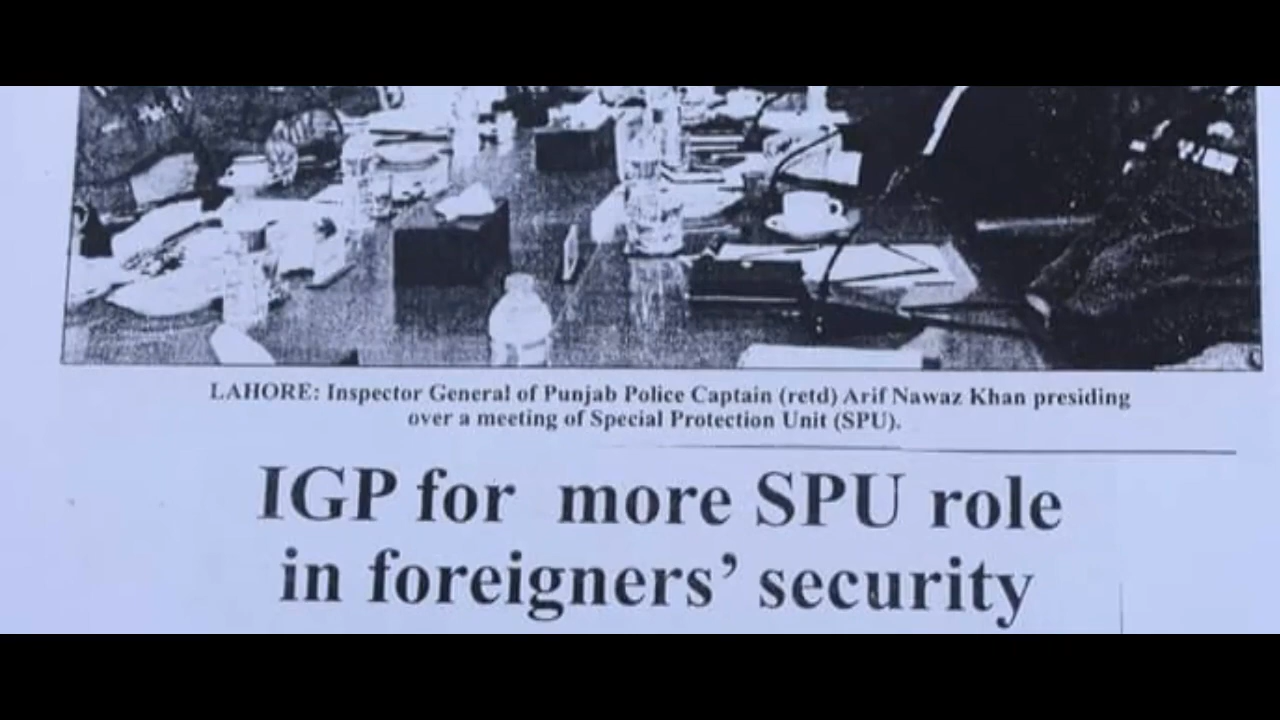 LAHORE: Inspector General of Punjab Police Captain (retd) Arif Nawaz Khan presiding
over a meeting of Special Protection Unit (SPU).
IGP for more SPU role
in foreigners’ security